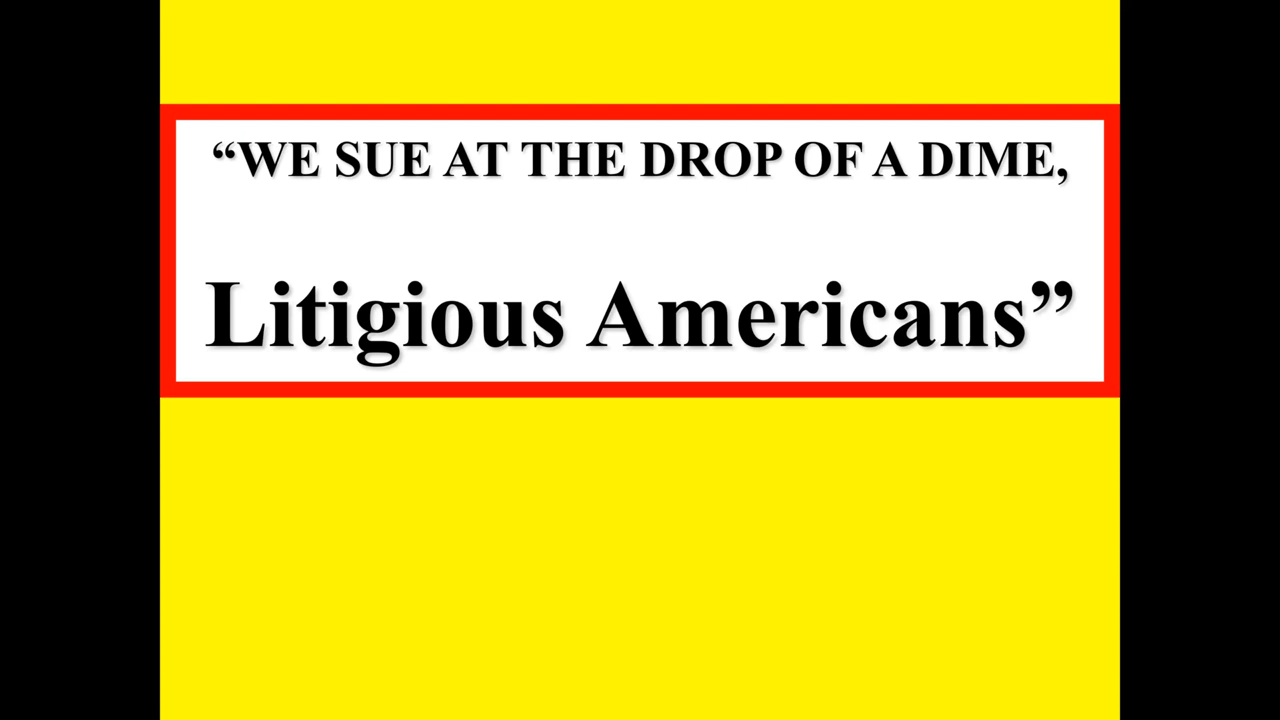 “WE SUE AT THE DROP OF A DIME,
Litigious Americans”